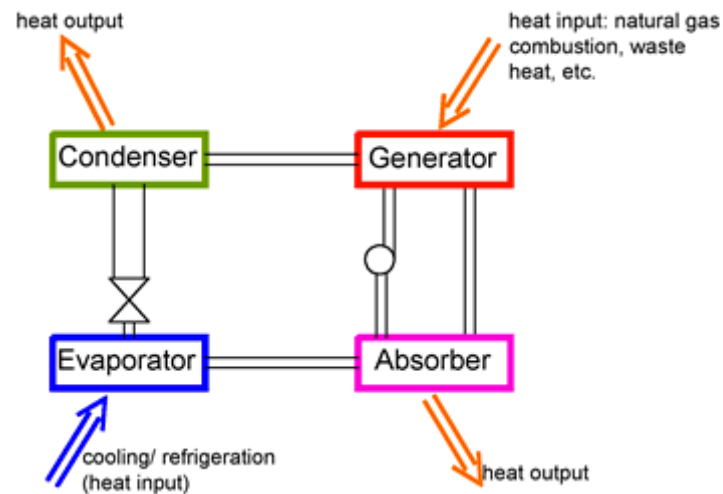 heat output
heat input: natural gas
combustion, waste
heat, etc.
Condenser
Generator
Evaporator
Absorber
cooling/ refrigeration
(heat input)
heat output